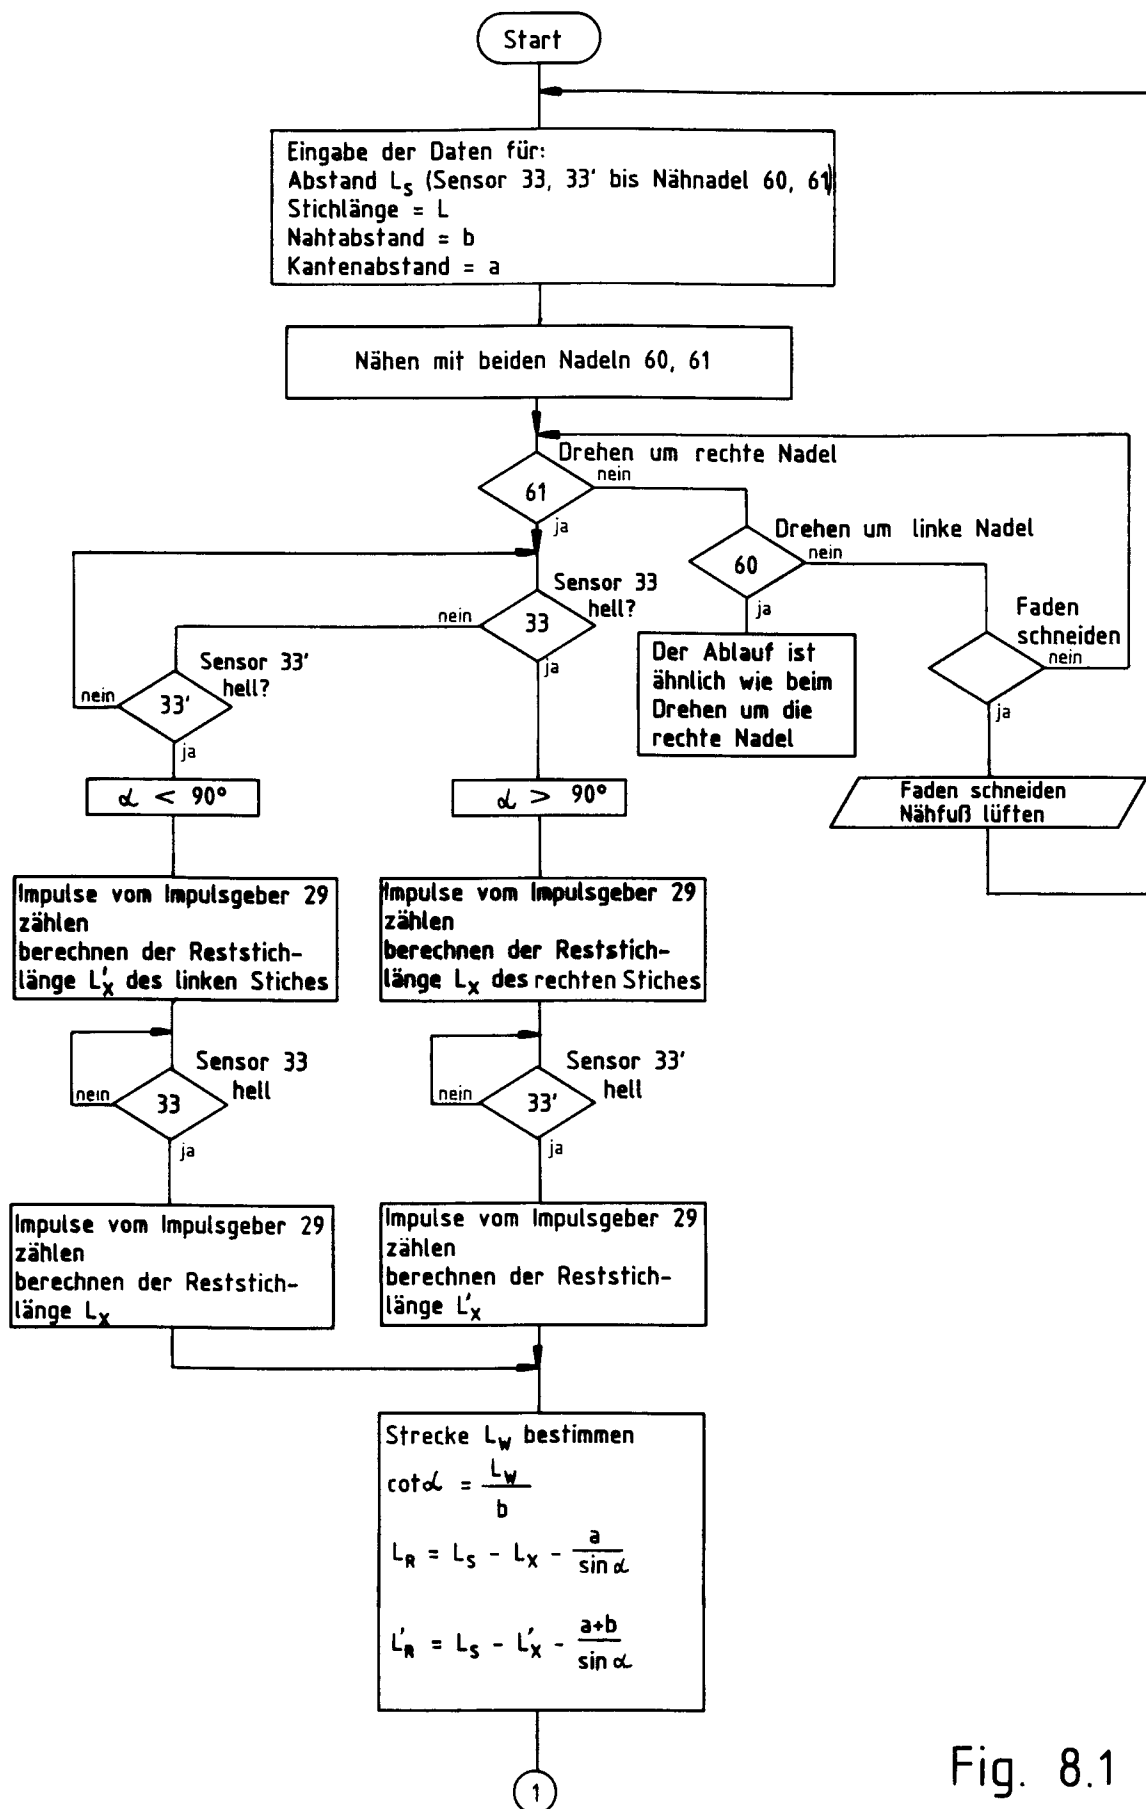 Start
Eingabe der Daten für:
Abstand L_S (Sensor 33, 33' bis Nähnadel 60, 61)
Stichlänge = L
Nahtabstand = b
Kantenabstand = a
Nähen mit beiden Nadeln 60, 61
Drehen um rechte Nadel
61
nein
ja
Drehen um linke Nadel
60
nein
ja
Sensor 33
hell?
33
nein
ja
Faden
schneiden
nein
ja
Der Ablauf ist
ähnlich wie beim
Drehen um die
rechte Nadel
Sensor 33'
hell?
33'
nein
ja
α < 90°
α > 90°
Faden schneiden
Nähfuß lüften
Impulse vom Impulsgeber 29
zählen
berechnen der Reststich-
länge L'_X des linken Stiches
Impulse vom Impulsgeber 29
zählen
berechnen der Reststich-
länge L_X des rechten Stiches
Sensor 33
hell
33
nein
ja
Sensor 33'
hell
33'
nein
ja
Impulse vom Impulsgeber 29
zählen
berechnen der Reststich-
länge L_X
Impulse vom Impulsgeber 29
zählen
berechnen der Reststich-
länge L'_X
Strecke L_W bestimmen
cot α = L_W / b
L_R = L_S - L_X - a / sin α
L'_R = L_S - L'_X - a+b / sin α
1
Fig. 8.1